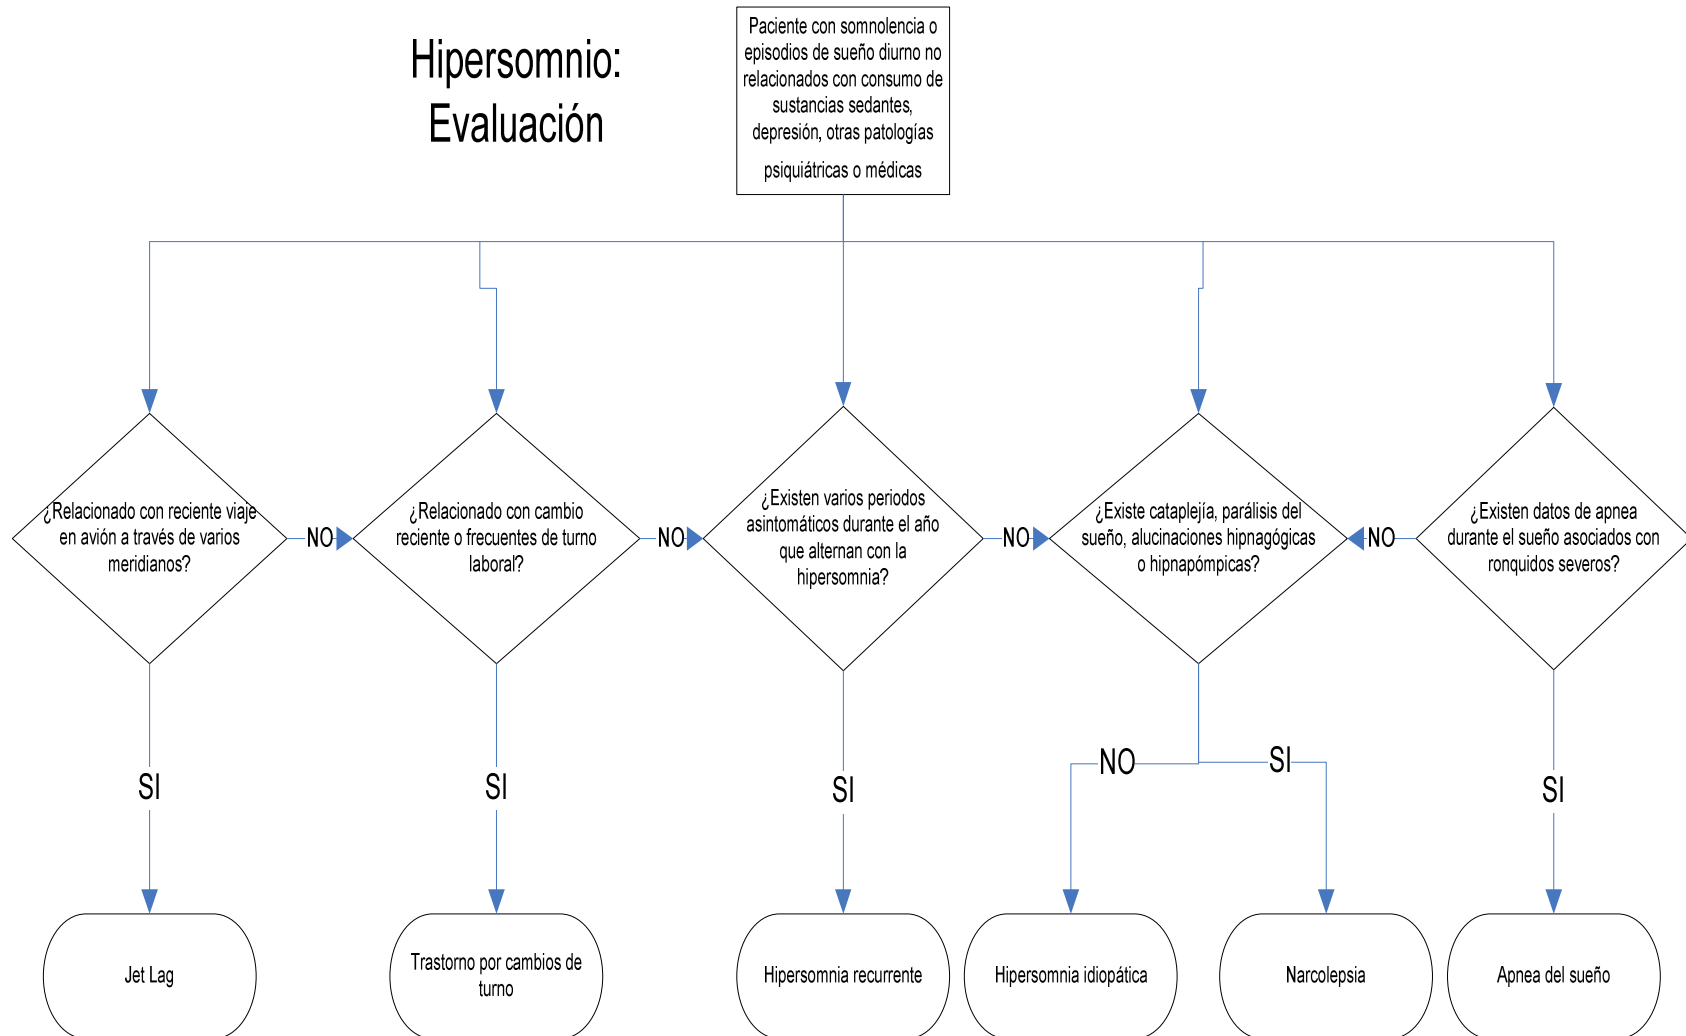 Hipersomnio:
Evaluación
Paciente con somnolencia o
episodios de sueño diurno no
relacionados con consumo de
sustancias sedantes,
depresión, otras patologías
psiquiátricas o médicas
¿Relacionado con reciente viaje
en avión a través de varios
meridianos?
NO
¿Relacionado con cambio
reciente o frecuentes de turno
laboral?
NO
¿Existen varios periodos
asintomáticos durante el año
que alternan con la
hipersomnia?
NO
¿Existe cataplejía, parálisis del
sueño, alucinaciones hipnagógicas
o hipnapómpicas?
NO
¿Existen datos de apnea
durante el sueño asociados con
ronquidos severos?
SI
SI
SI
NO
SI
SI
Jet Lag
Trastorno por cambios de
turno
Hipersomnia recurrente
Hipersomnia idiopática
Narcolepsia
Apnea del sueño